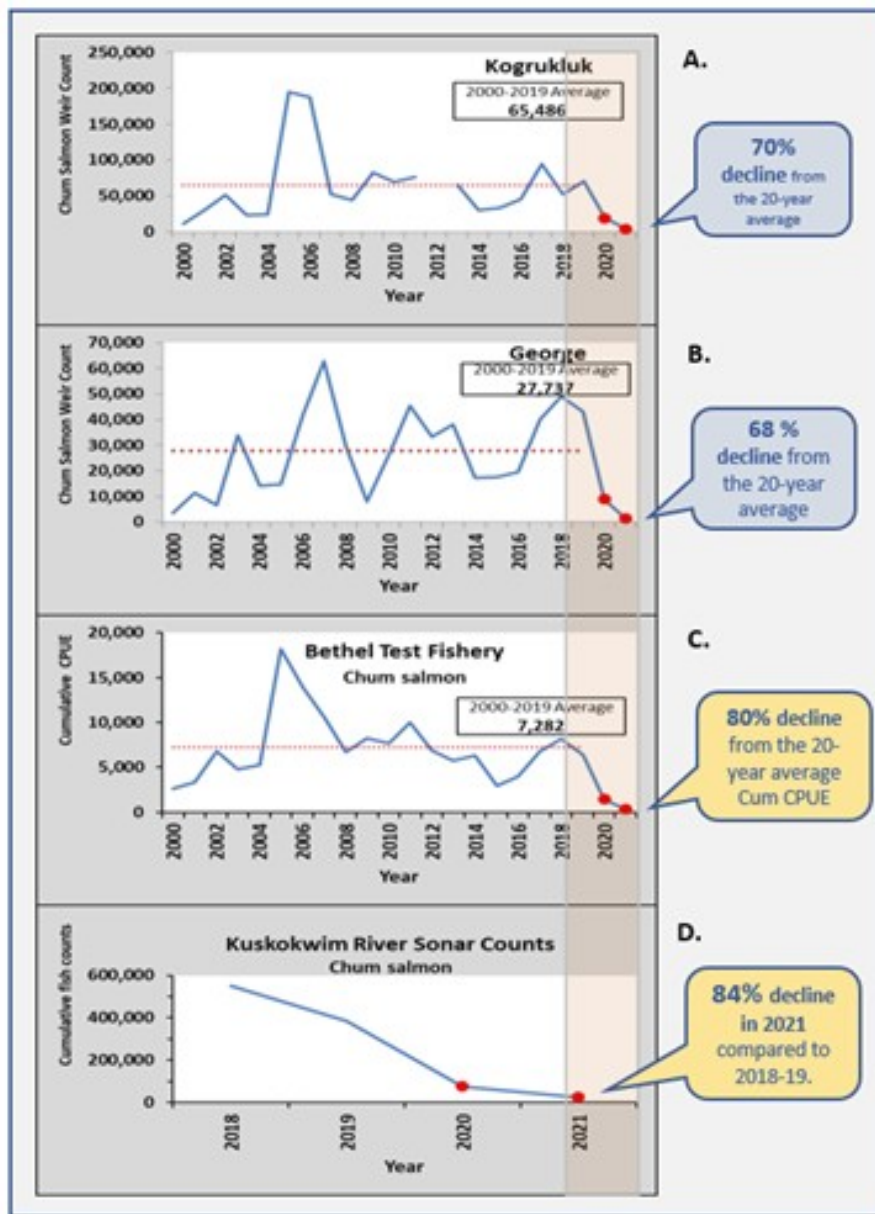 A.
Kogrukluk
2000-2019 Average
65,486
Chum Salmon Weir Count
250,000
200,000
150,000
100,000
50,000
0
2000
2002
2004
2006
2008
2010
2012
2014
2016
2018
2020
Year
70%
decline from
the 20-year
average
B.
George
2000-2019 Average
27,737
Chum Salmon Weir Count
70,000
60,000
50,000
40,000
30,000
20,000
10,000
0
2000
2002
2004
2006
2008
2010
2012
2014
2016
2018
2020
Year
68 %
decline from
the 20-year
average
C.
Bethel Test Fishery
Chum salmon
2000-2019 Average
7,282
Cumulative CPUE
20,000
15,000
10,000
5,000
0
2000
2002
2004
2006
2008
2010
2012
2014
2016
2018
2020
Year
80% decline
from the 20-
year average
Cum CPUE
D.
Kuskokwim River Sonar Counts
Chum salmon
Cumulative fish counts
600,000
400,000
200,000
0
2018
2019
2020
2021
Year
84% decline
in 2021
compared to
2018-19.